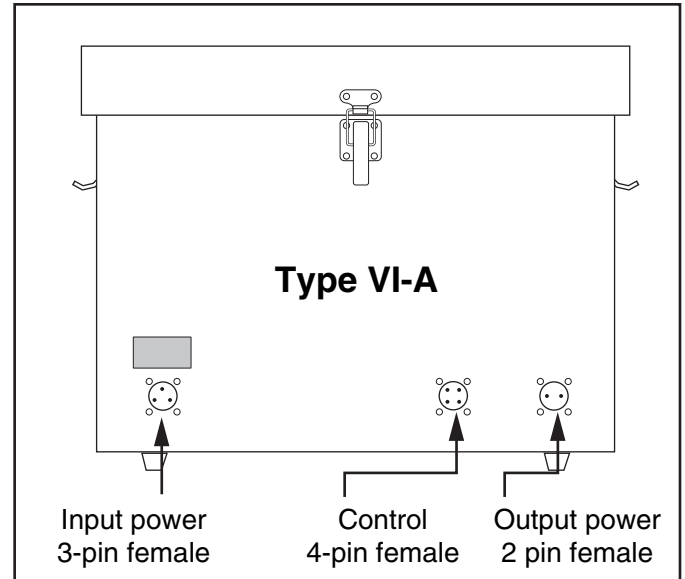 Type VI-A
Input power
3-pin female
Control
4-pin female
Output power
2 pin female